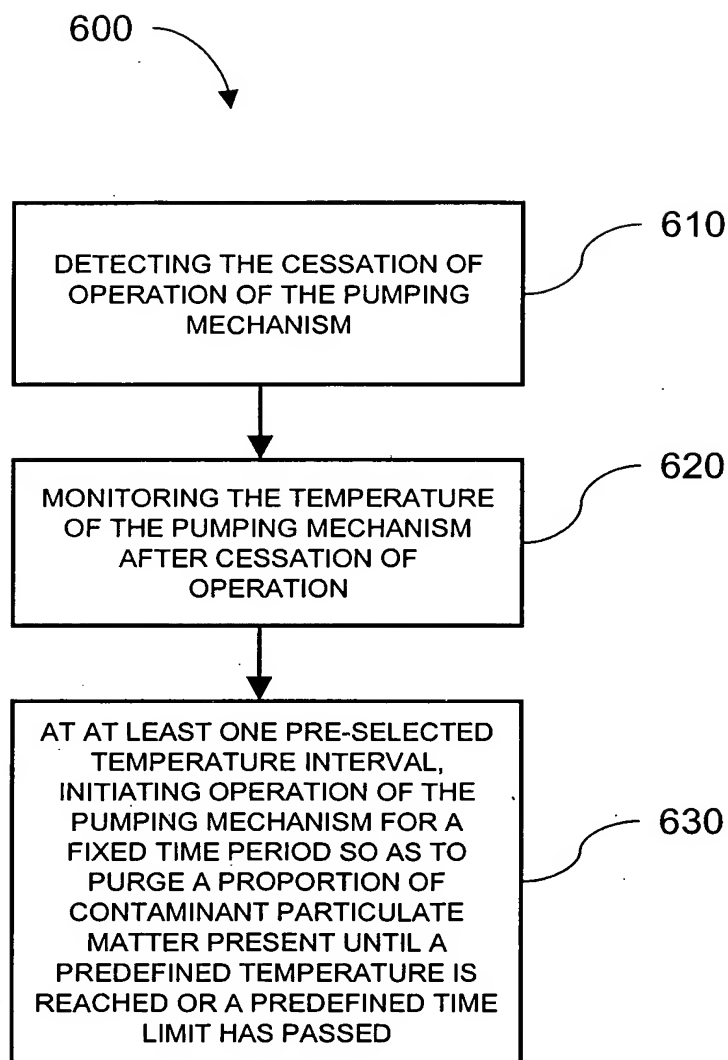 600
DETECTING THE CESSATION OF
OPERATION OF THE PUMPING
MECHANISM
610
MONITORING THE TEMPERATURE
OF THE PUMPING MECHANISM
AFTER CESSATION OF
OPERATION
620
AT AT LEAST ONE PRE-SELECTED
TEMPERATURE INTERVAL,
INITIATING OPERATION OF THE
PUMPING MECHANISM FOR A
FIXED TIME PERIOD SO AS TO
PURGE A PROPORTION OF
CONTAMINANT PARTICULATE
MATTER PRESENT UNTIL A
PREDEFINED TEMPERATURE IS
REACHED OR A PREDEFINED TIME
LIMIT HAS PASSED
630